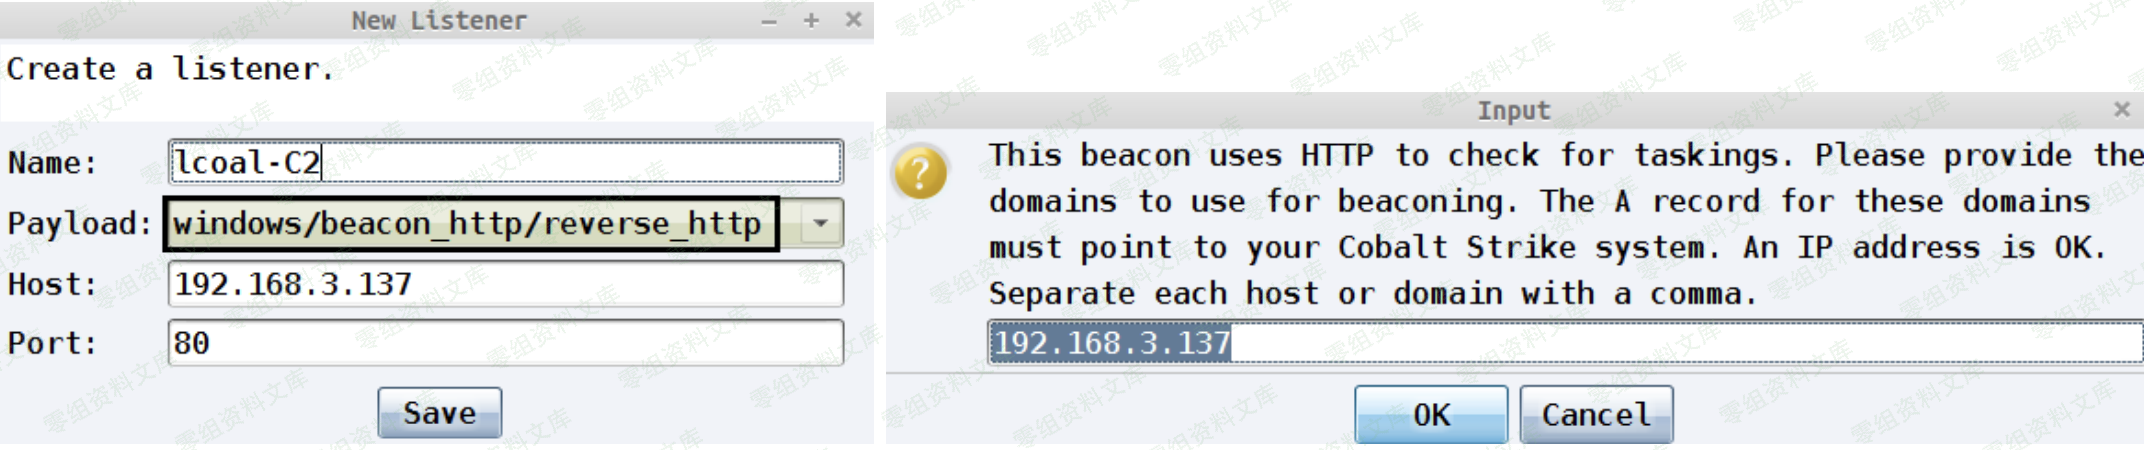 New Listener
Create a listener.
Name: lcoal-C2
Payload: windows/beacon_http/reverse_http
Host: 192.168.3.137
Port: 80
Save
Input
This beacon uses HTTP to check for taskings. Please provide the
domains to use for beaconing. The A record for these domains
must point to your Cobalt Strike system. An IP address is OK.
Separate each host or domain with a comma.
192.168.3.137
OK Cancel
零组资料文库